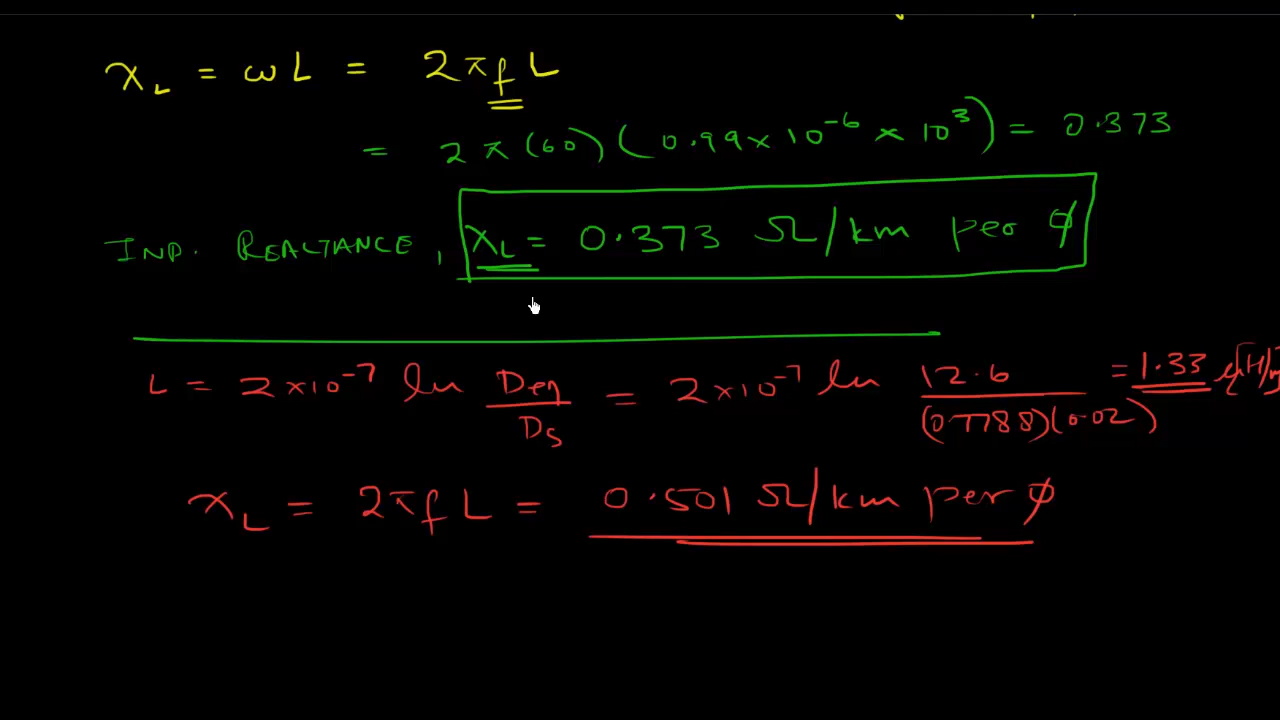 X_L = ωL = 2πfL
= 2π(60)(0.99×10^-6 × 10^3) = 0.373
IND. REACTANCE, X_L = 0.373 Ω/km per ϕ
L = 2×10^-7 ln Deq/Ds = 2×10^-7 ln 12.6/(0.7788)(0.02) = 1.33
X_L = 2πfL = 0.501 Ω/km per ϕ